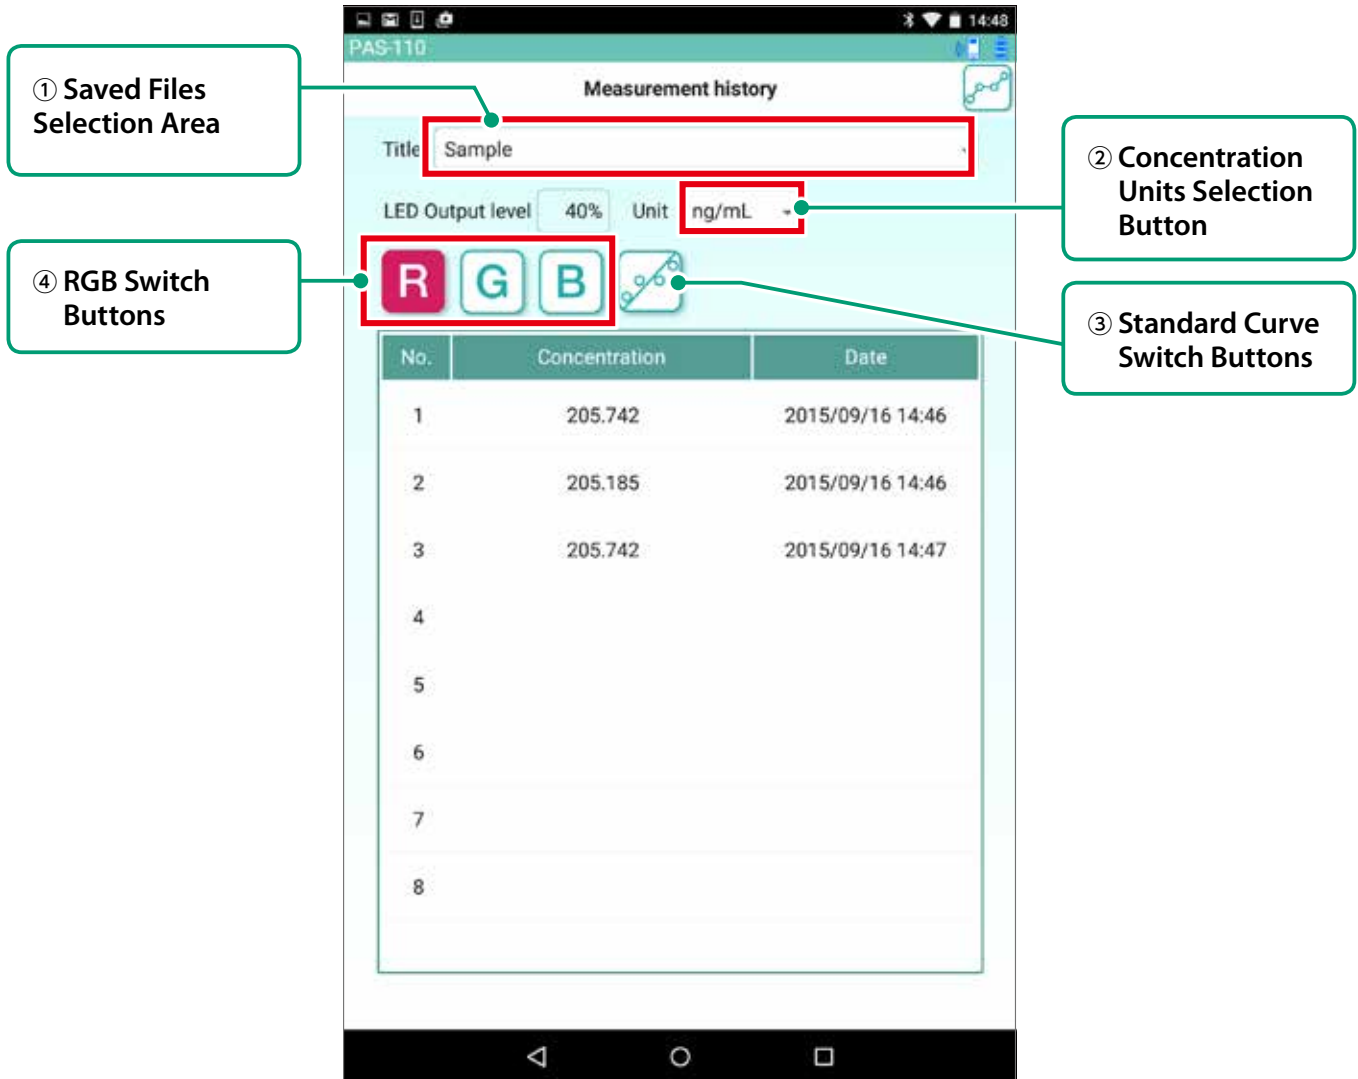 14:48
PAS-110
Measurement history
① Saved Files
Selection Area
Title Sample
② Concentration
Units Selection
Button
LED Output level 40% Unit ng/mL
④ RGB Switch
Buttons
R G B
③ Standard Curve
Switch Buttons
No. Concentration Date
1 205.742 2015/09/16 14:46
2 205.185 2015/09/16 14:46
3 205.742 2015/09/16 14:47
4
5
6
7
8